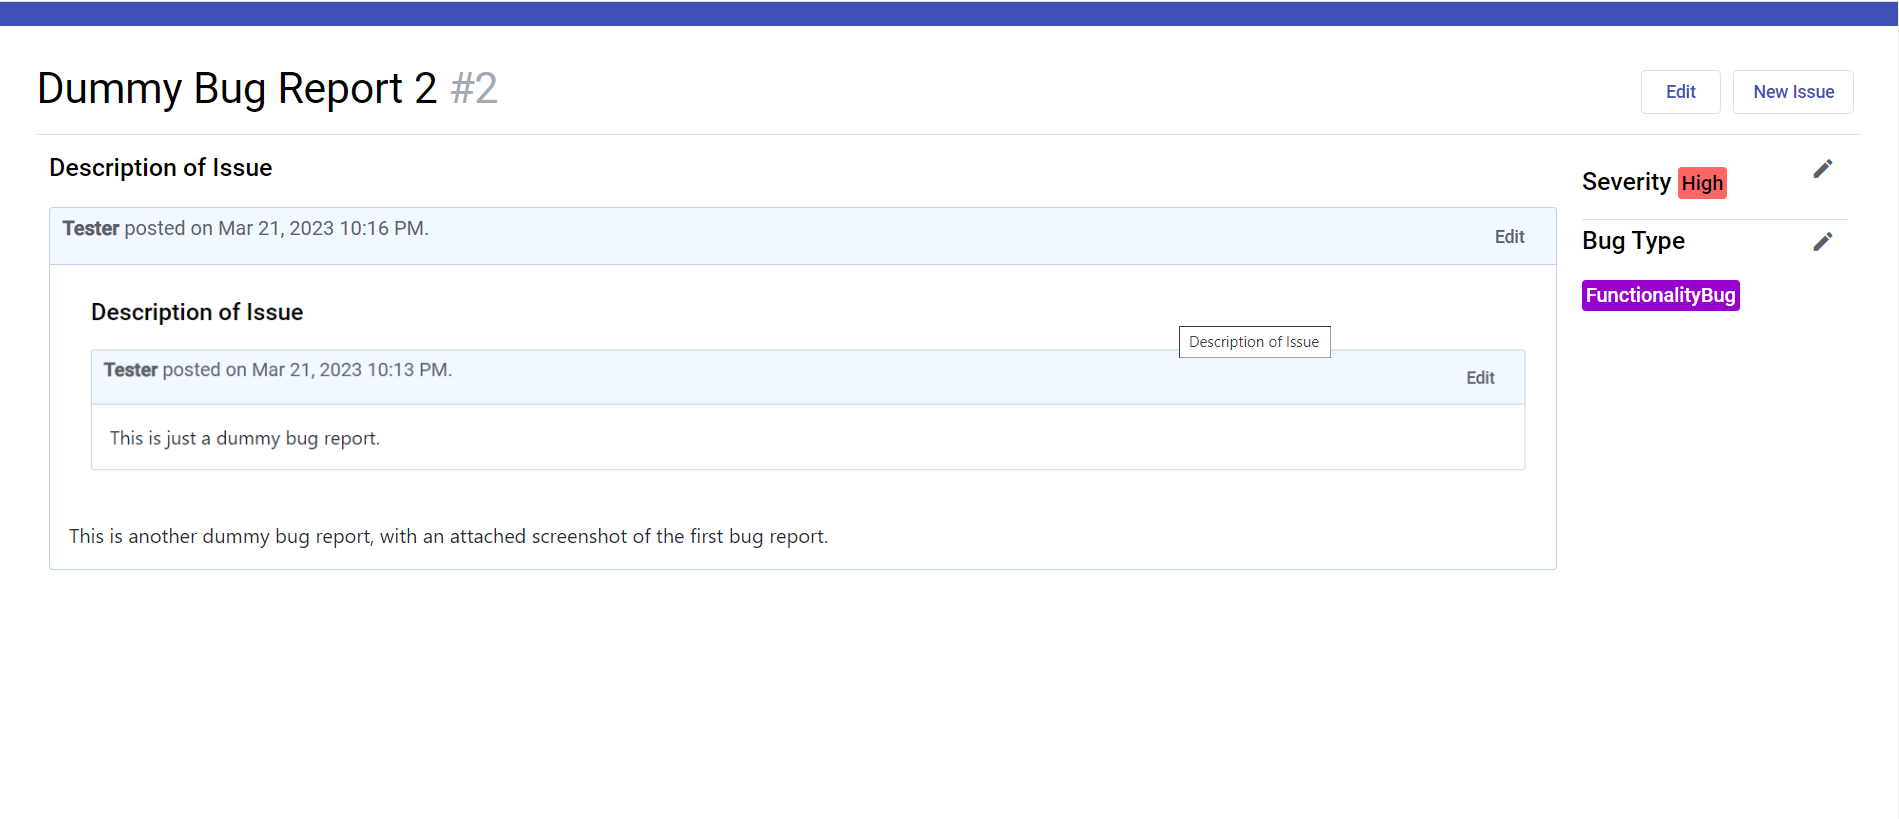 Dummy Bug Report 2 #2
Edit
New Issue
Description of Issue
Tester posted on Mar 21, 2023 10:16 PM.
Edit
Description of Issue
Description of Issue
Tester posted on Mar 21, 2023 10:13 PM.
Edit
This is just a dummy bug report.
This is another dummy bug report, with an attached screenshot of the first bug report.
Severity High
Bug Type
FunctionalityBug